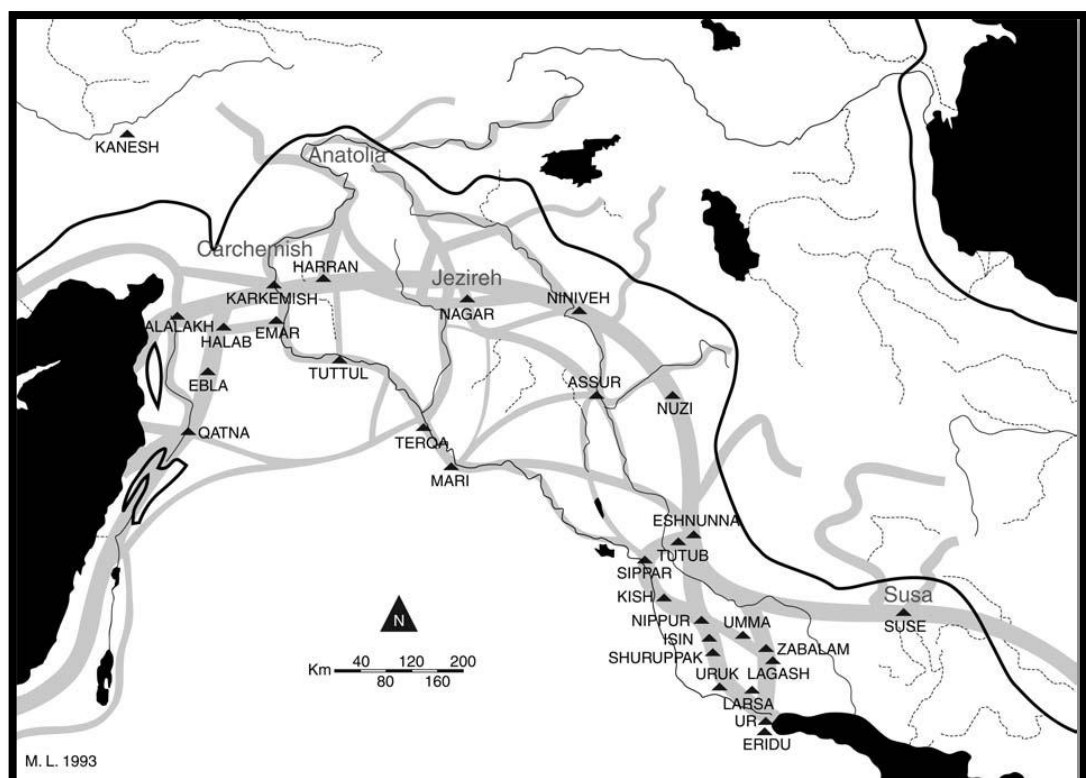 KANESH
Anatolia
Carchemish
HARRAN
Jezireh
KARKEMISH
NAGAR
NINIVEH
ALALAKH
HALAB
EMAR
EBLA
TUTTUL
ASSUR
NUZI
QATNA
TERQA
MARI
ESHNUNNA
TUTUB
SIPPAR
KISH
Susa
SUSE
NIPPUR
UMMA
ISIN
ZABALAM
SHURUPPAK
URUK
LAGASH
LARSA
UR
ERIDU
N
Km 40 120 200
80 160
M. L. 1993